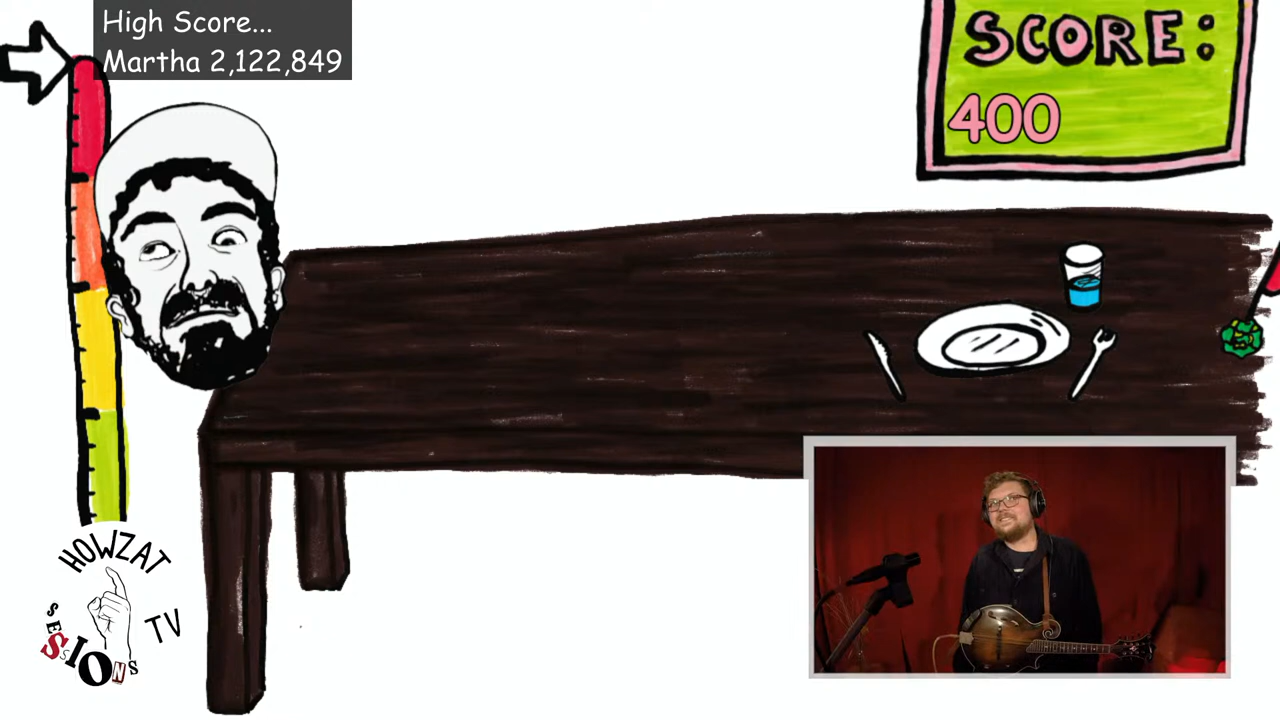 High Score...
Martha 2,122,849
SCORE:
400
HOWZAT
TV
SESSIONS